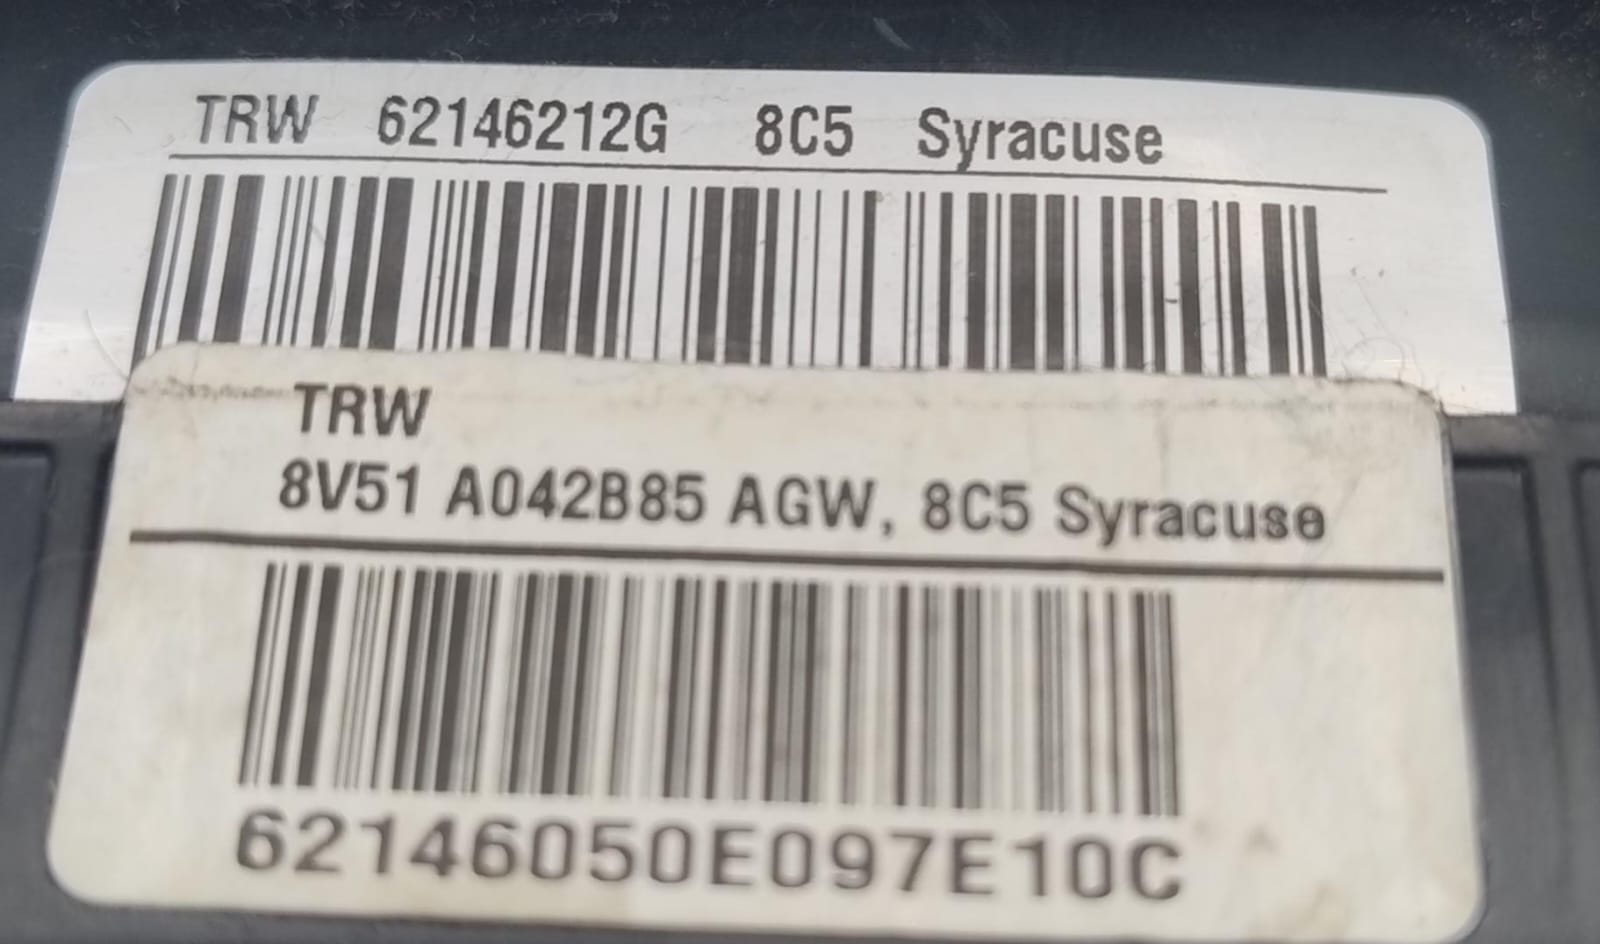 TRW 62146212G 8C5 Syracuse
TRW
8V51 A042B85 AGW, 8C5 Syracuse
62146050E097E10C